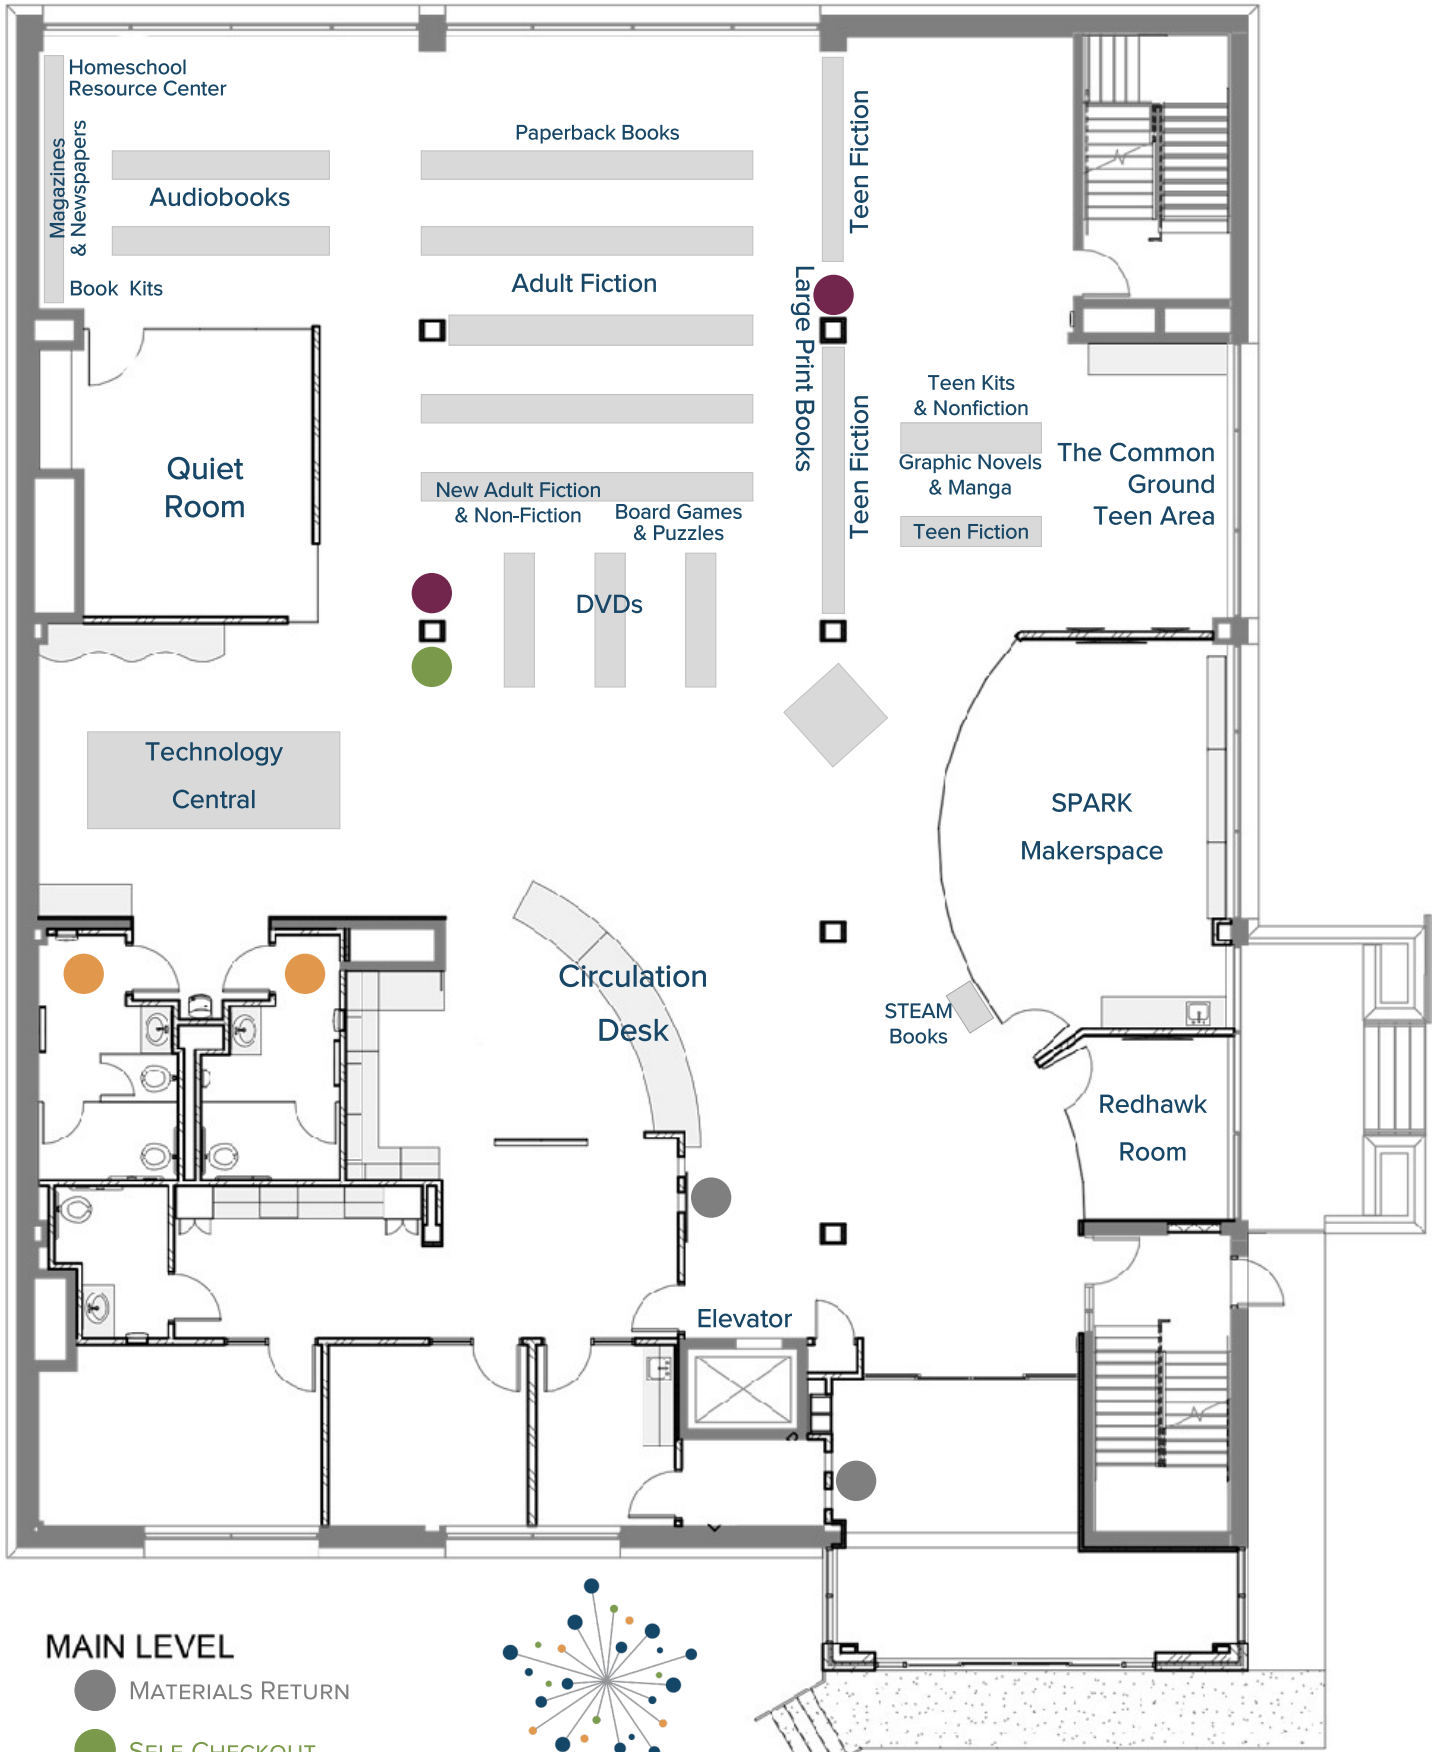 Homeschool
Resource Center
Magazines
& Newspapers
Audiobooks
Book Kits
Paperback Books
Adult Fiction
Teen Fiction
Large Print Books
Teen Fiction
Teen Kits
& Nonfiction
Graphic Novels
& Manga
Teen Fiction
The Common
Ground
Teen Area
Quiet
Room
New Adult Fiction
& Non-Fiction
Board Games
& Puzzles
DVDs
Technology
Central
SPARK
Makerspace
Circulation
Desk
STEAM
Books
Redhawk
Room
Elevator
MAIN LEVEL
MATERIALS RETURN
SELF CHECKOUT